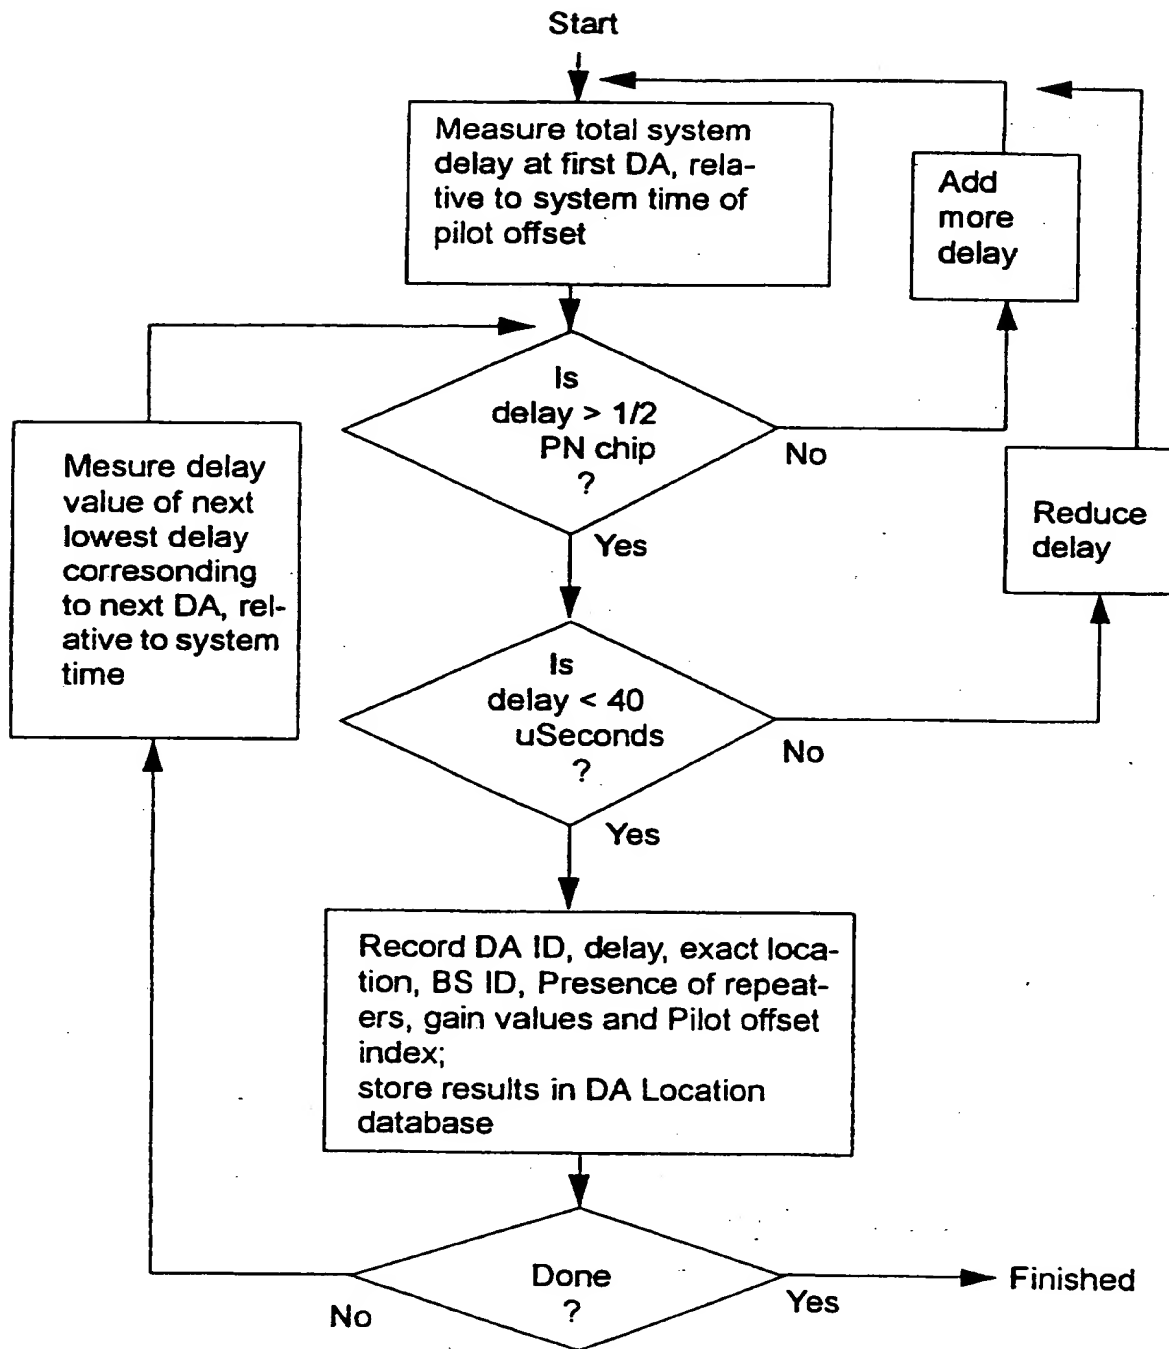 Start
Measure total system
delay at first DA, rela-
tive to system time of
pilot offset
Add
more
delay
Is
delay > 1/2
PN chip
?
No
Yes
Mesure delay
value of next
lowest delay
corresonding
to next DA, rel-
ative to system
time
Reduce
delay
Is
delay < 40
uSeconds
?
No
Yes
Record DA ID, delay, exact loca-
tion, BS ID, Presence of repeat-
ers, gain values and Pilot offset
index;
store results in DA Location
database
Done
?
No
Yes
Finished